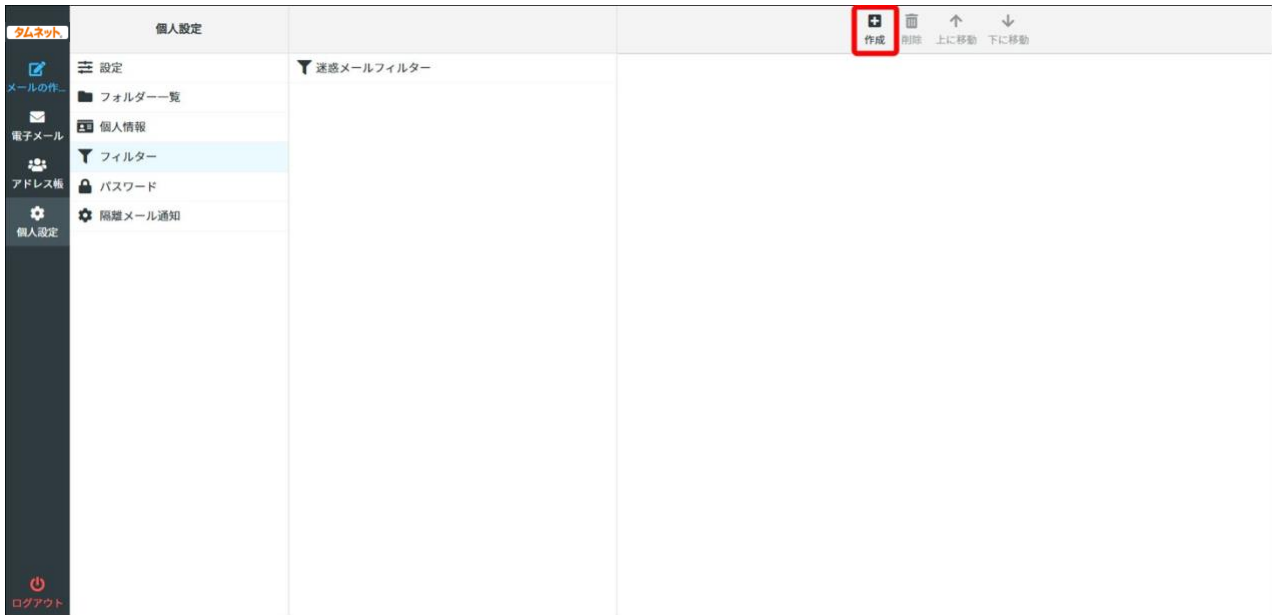 タムネット
メールの作...
電子メール
アドレス帳
個人設定
ログアウト
個人設定
設定
フォルダー一覧
個人情報
フィルター
パスワード
隔離メール通知
迷惑メールフィルター
作成
削除
上に移動
下に移動